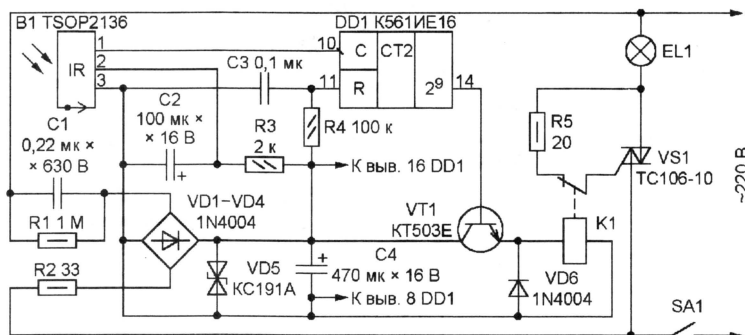 B1 TSOP2136
DD1 К561ИЕ16
1
2
3
IR
10
C
CT2
R
11
2⁹
14
C3 0,1 мк
EL1
C2
100 мк ×
× 16 В
C1
0,22 мк ×
× 630 В
R3
2 к
R4 100 к
R5
20
VS1
ТС106-10
~220 В
К выв. 16 DD1
VD1–VD4
1N4004
VT1
КТ503Е
K1
R1 1 М
R2 33
VD5
КС191А
C4
470 мк × 16 В
К выв. 8 DD1
VD6
1N4004
SA1